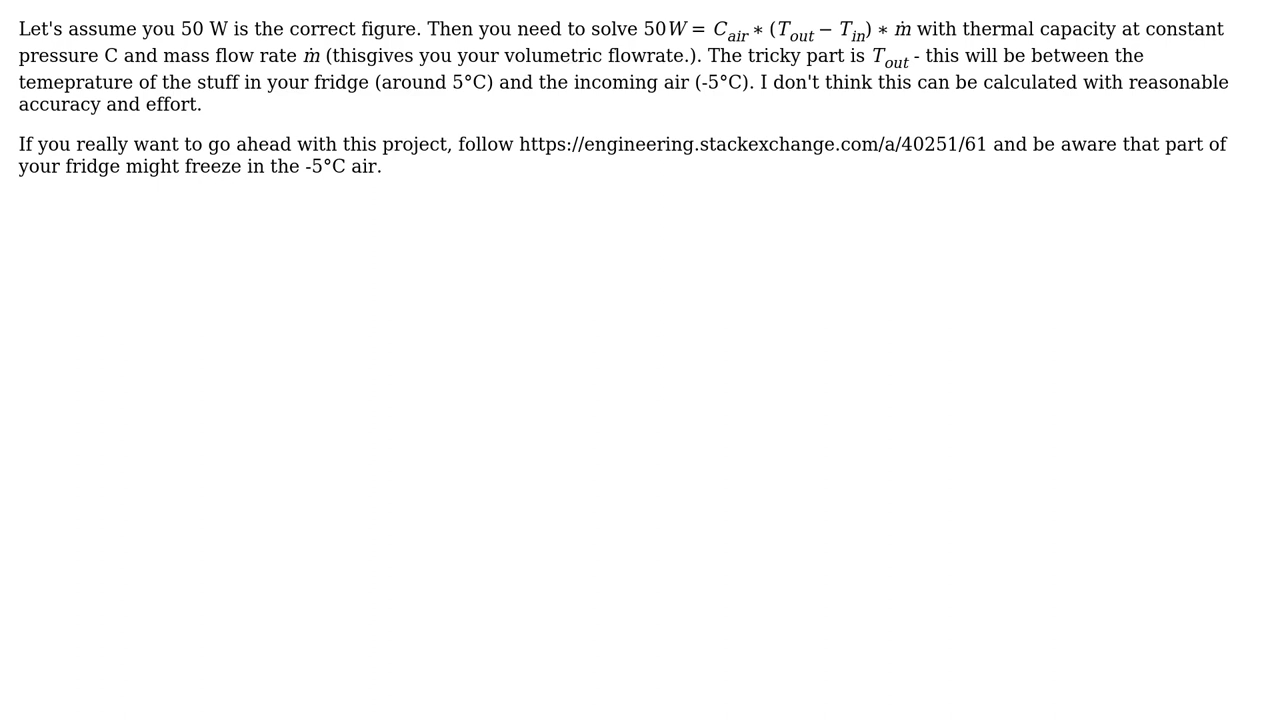 Let's assume you 50 W is the correct figure. Then you need to solve 50W = C_air * (T_out − T_in) * ṁ with thermal capacity at constant
pressure C and mass flow rate ṁ (thisgives you your volumetric flowrate.). The tricky part is T_out - this will be between the
temeprature of the stuff in your fridge (around 5°C) and the incoming air (-5°C). I don't think this can be calculated with reasonable
accuracy and effort.
If you really want to go ahead with this project, follow https://engineering.stackexchange.com/a/40251/61 and be aware that part of
your fridge might freeze in the -5°C air.